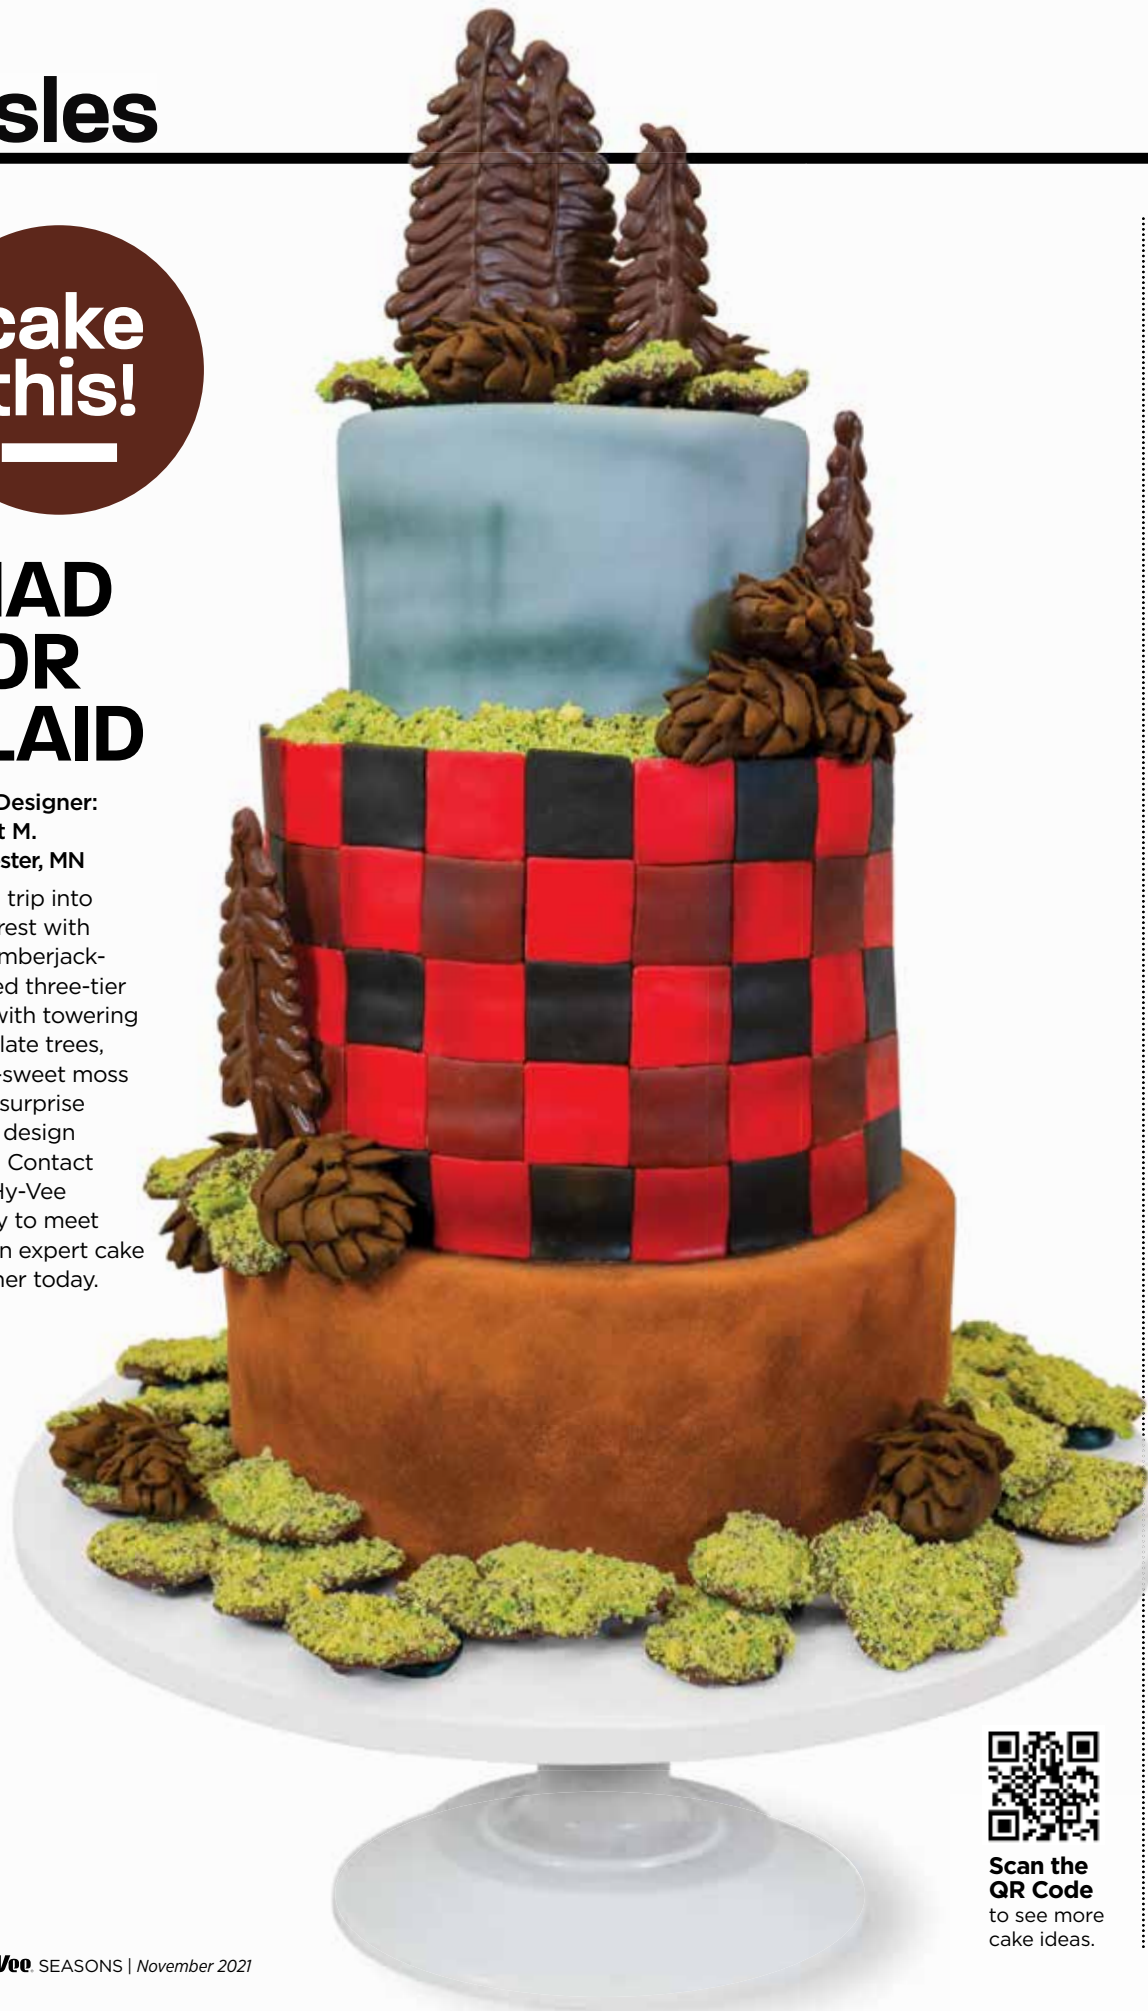 sles
cake
this!
IAD
OR
LAID
Designer:
t M.
ster, MN
trip into
rest with
mberjack-
ed three-tier
with towering
late trees,
-sweet moss
surprise
design
Contact
Hy-Vee
y to meet
n expert cake
ner today.
Scan the
QR Code
to see more
cake ideas.
Vee SEASONS | November 2021